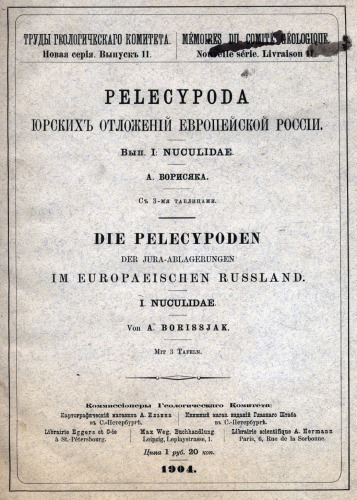 ТРУДЫ ГЕОЛОГИЧЕСКАГО КОМИТЕТА. MÉMOIRES DU COMITÉ GÉOLOGIQUE.
Новая серія. Выпускъ 11. Nouvelle série. Livraison 11.
PELECYPODA
ЮРСКИХЪ ОТЛОЖЕНІЙ ЕВРОПЕЙСКОЙ РОССІИ.
Вып. I: NUCULIDAE.
А. БОРИСЯКА.
Съ 3-мя таблицами.
DIE PELECYPODEN
DER JURA-ABLAGERUNGEN
IM EUROPAEISCHEN RUSSLAND.
I. NUCULIDAE.
Von A. BORISSJAK.
Mit 3 Tafeln.
Коммиссіонеры Геологическаго Комитета:
Картографическій магазинъ А. Ильина Книжный магаз. изданій Главнаго Штаба
въ С.-Петербургѣ. въ С.-Петербургѣ.
Librairie Eggers et C-ie Max Weg, Buchhandlung Librairie scientifique A. Hermann
à St.-Pétersbourg. Leipzig, Leplaystrasse, 1. Paris, 6, Rue de la Sorbonne.
Цѣна 1 руб. 20 коп.
1904.